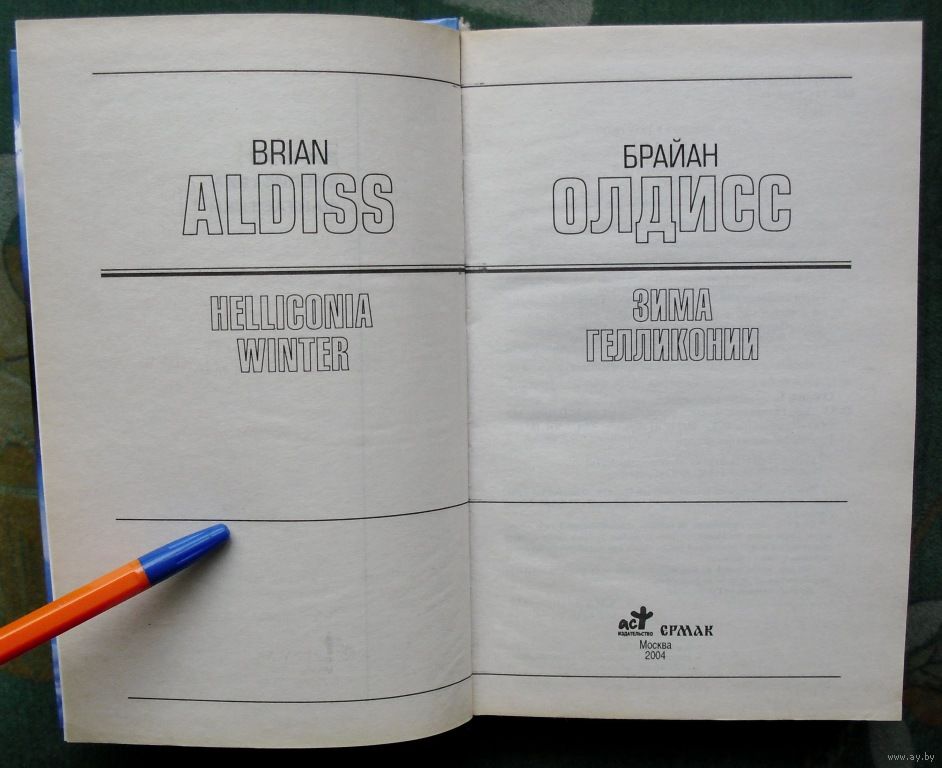 BRIAN
ALDISS
HELLICONIA
WINTER
БРАЙАН
ОЛДИСС
ЗИМА
ГЕЛЛИКОНИИ
аст
ИЗДАТЕЛЬСТВО
ЕРМАК
Москва
2004
www.ay.by